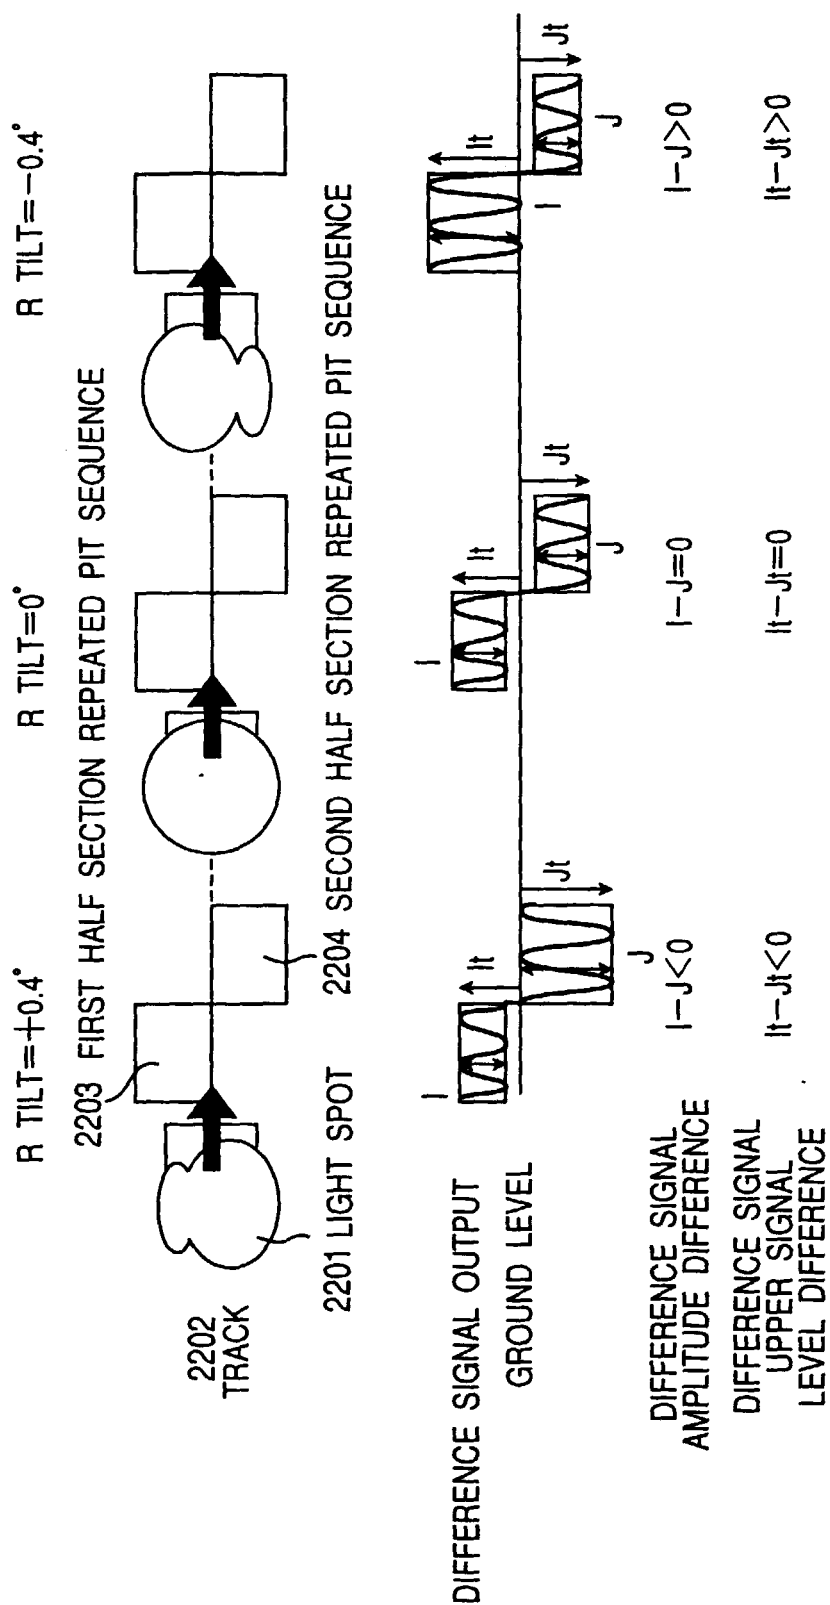 R TILT=+0.4°
R TILT=0°
R TILT=−0.4°
2203 FIRST HALF SECTION REPEATED PIT SEQUENCE
2202
TRACK
2201 LIGHT SPOT
2204 SECOND HALF SECTION REPEATED PIT SEQUENCE
DIFFERENCE SIGNAL OUTPUT
GROUND LEVEL
I
It
J
Jt
I
It
J
Jt
I
It
J
Jt
DIFFERENCE SIGNAL
AMPLITUDE DIFFERENCE
I−J<0
I−J=0
I−J>0
DIFFERENCE SIGNAL
UPPER SIGNAL
LEVEL DIFFERENCE
It−Jt<0
It−Jt=0
It−Jt>0